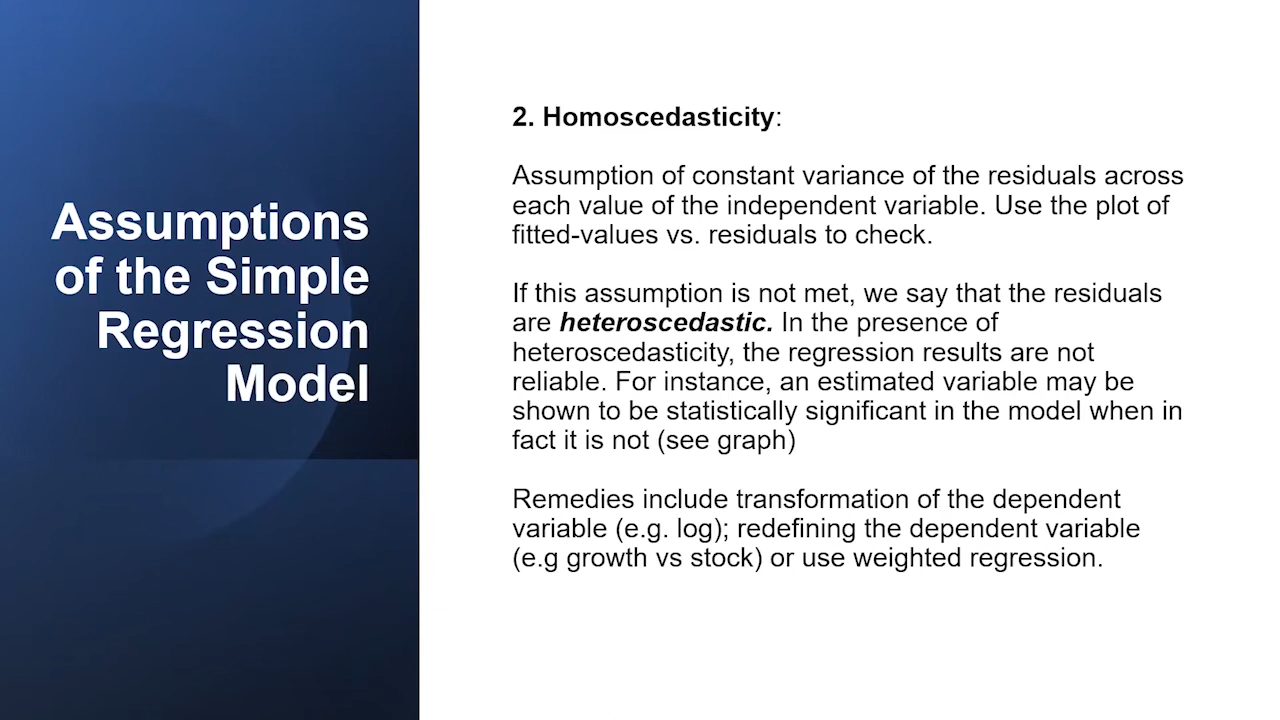 Assumptions
of the Simple
Regression
Model
2. Homoscedasticity:
Assumption of constant variance of the residuals across
each value of the independent variable. Use the plot of
fitted-values vs. residuals to check.
If this assumption is not met, we say that the residuals
are heteroscedastic. In the presence of
heteroscedasticity, the regression results are not
reliable. For instance, an estimated variable may be
shown to be statistically significant in the model when in
fact it is not (see graph)
Remedies include transformation of the dependent
variable (e.g. log); redefining the dependent variable
(e.g growth vs stock) or use weighted regression.